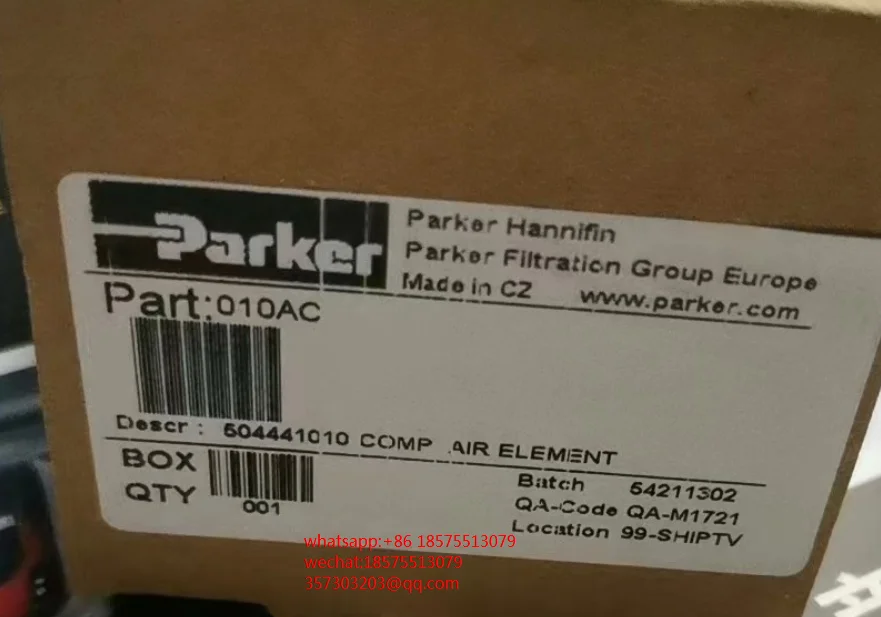 Parker
Parker Hannifin
Parker Filtration Group Europe
Made in CZ www.parker.com
Part:010AC
Descr : 504441010 COMP .AIR ELEMENT
BOX
QTY
001
Batch 54211302
QA-Code QA-M1721
Location 99-SHIPTV
whatsapp:+86 18575513079
wechat:18575513079
357303203@qq.com